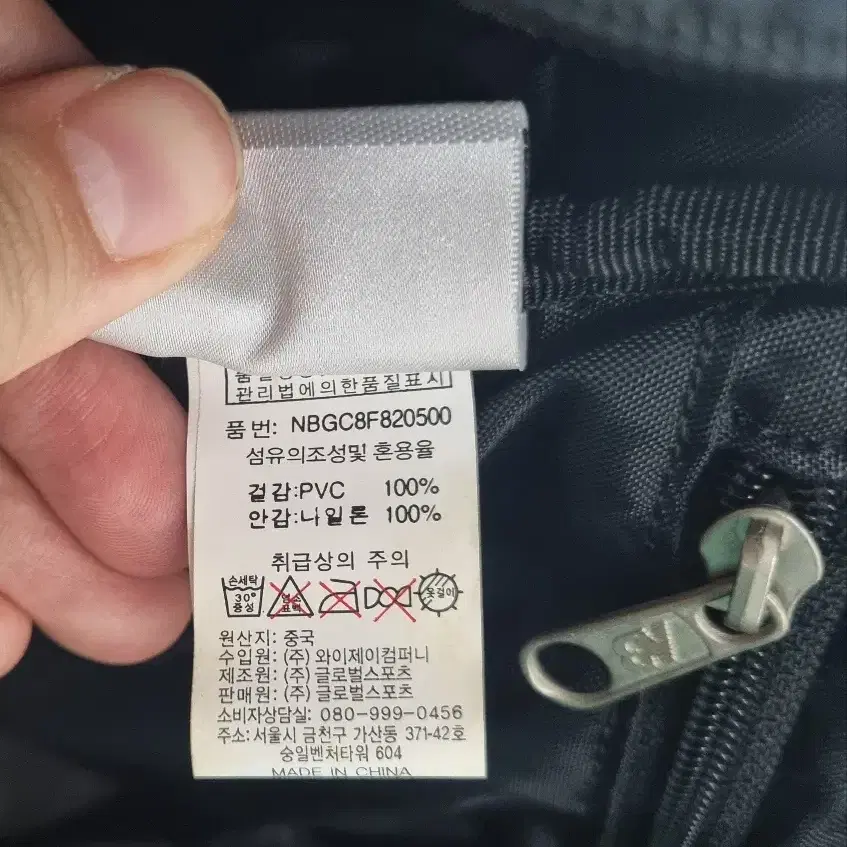 관리법에의한품질표시
품번: NBGC8F820500
섬유의조성및 혼용율
겉감:PVC 100%
안감:나일론 100%
취급상의 주의
손세탁 30° 중성 염소 표백 옷걸이
원산지: 중국
수입원: (주) 와이제이컴퍼니
제조원: (주) 글로벌스포츠
판매원: (주) 글로벌스포츠
소비자상담실: 080-999-0456
주소: 서울시 금천구 가산동 371-42호
숭일벤처타워 604
MADE IN CHINA